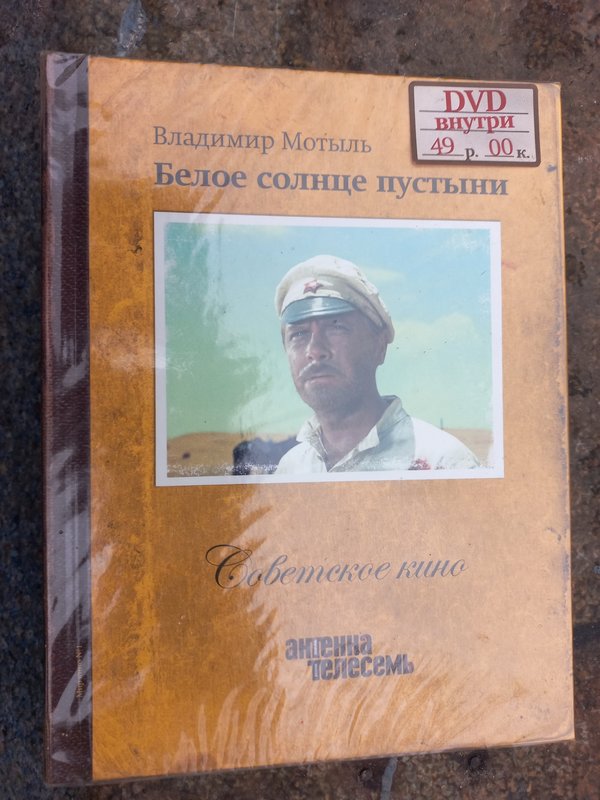 DVD
внутри
49 р. 00 к.
Владимир Мотыль
Белое солнце пустыни
Советское кино
антенна
телесемь